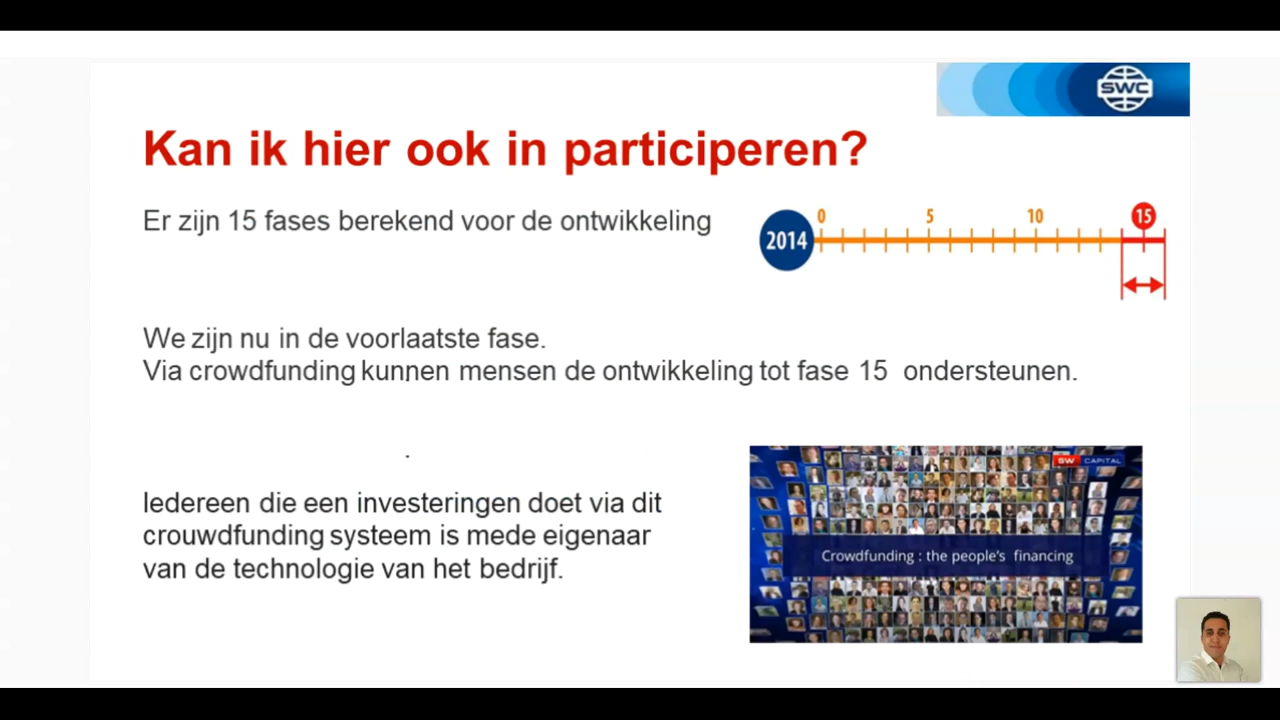 SWC
Kan ik hier ook in participeren?
Er zijn 15 fases berekend voor de ontwikkeling
2014
0
5
10
15
We zijn nu in de voorlaatste fase.
Via crowdfunding kunnen mensen de ontwikkeling tot fase 15 ondersteunen.
.
Iedereen die een investeringen doet via dit
crouwdfunding systeem is mede eigenaar
van de technologie van het bedrijf.
SW CAPITAL
Crowdfunding : the people's financing